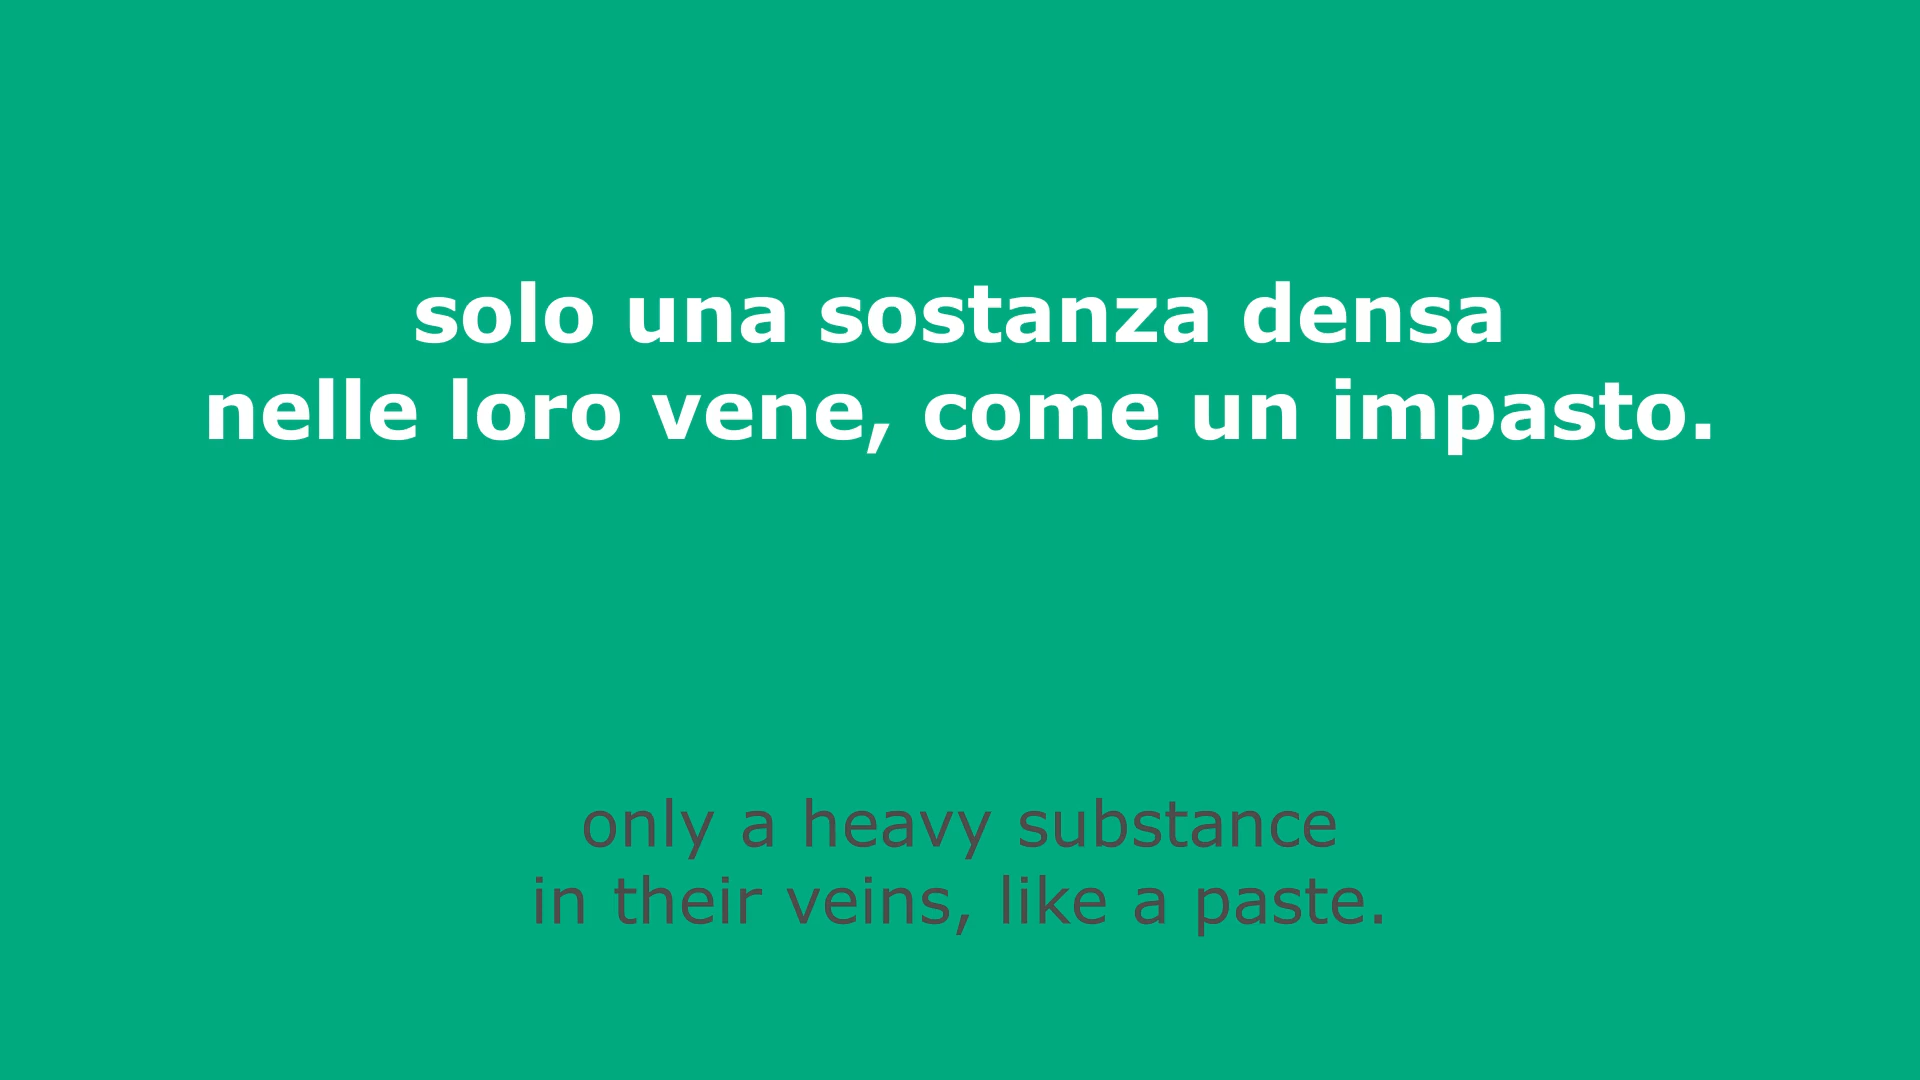 solo una sostanza densa
nelle loro vene, come un impasto.
only a heavy substance
in their veins, like a paste.